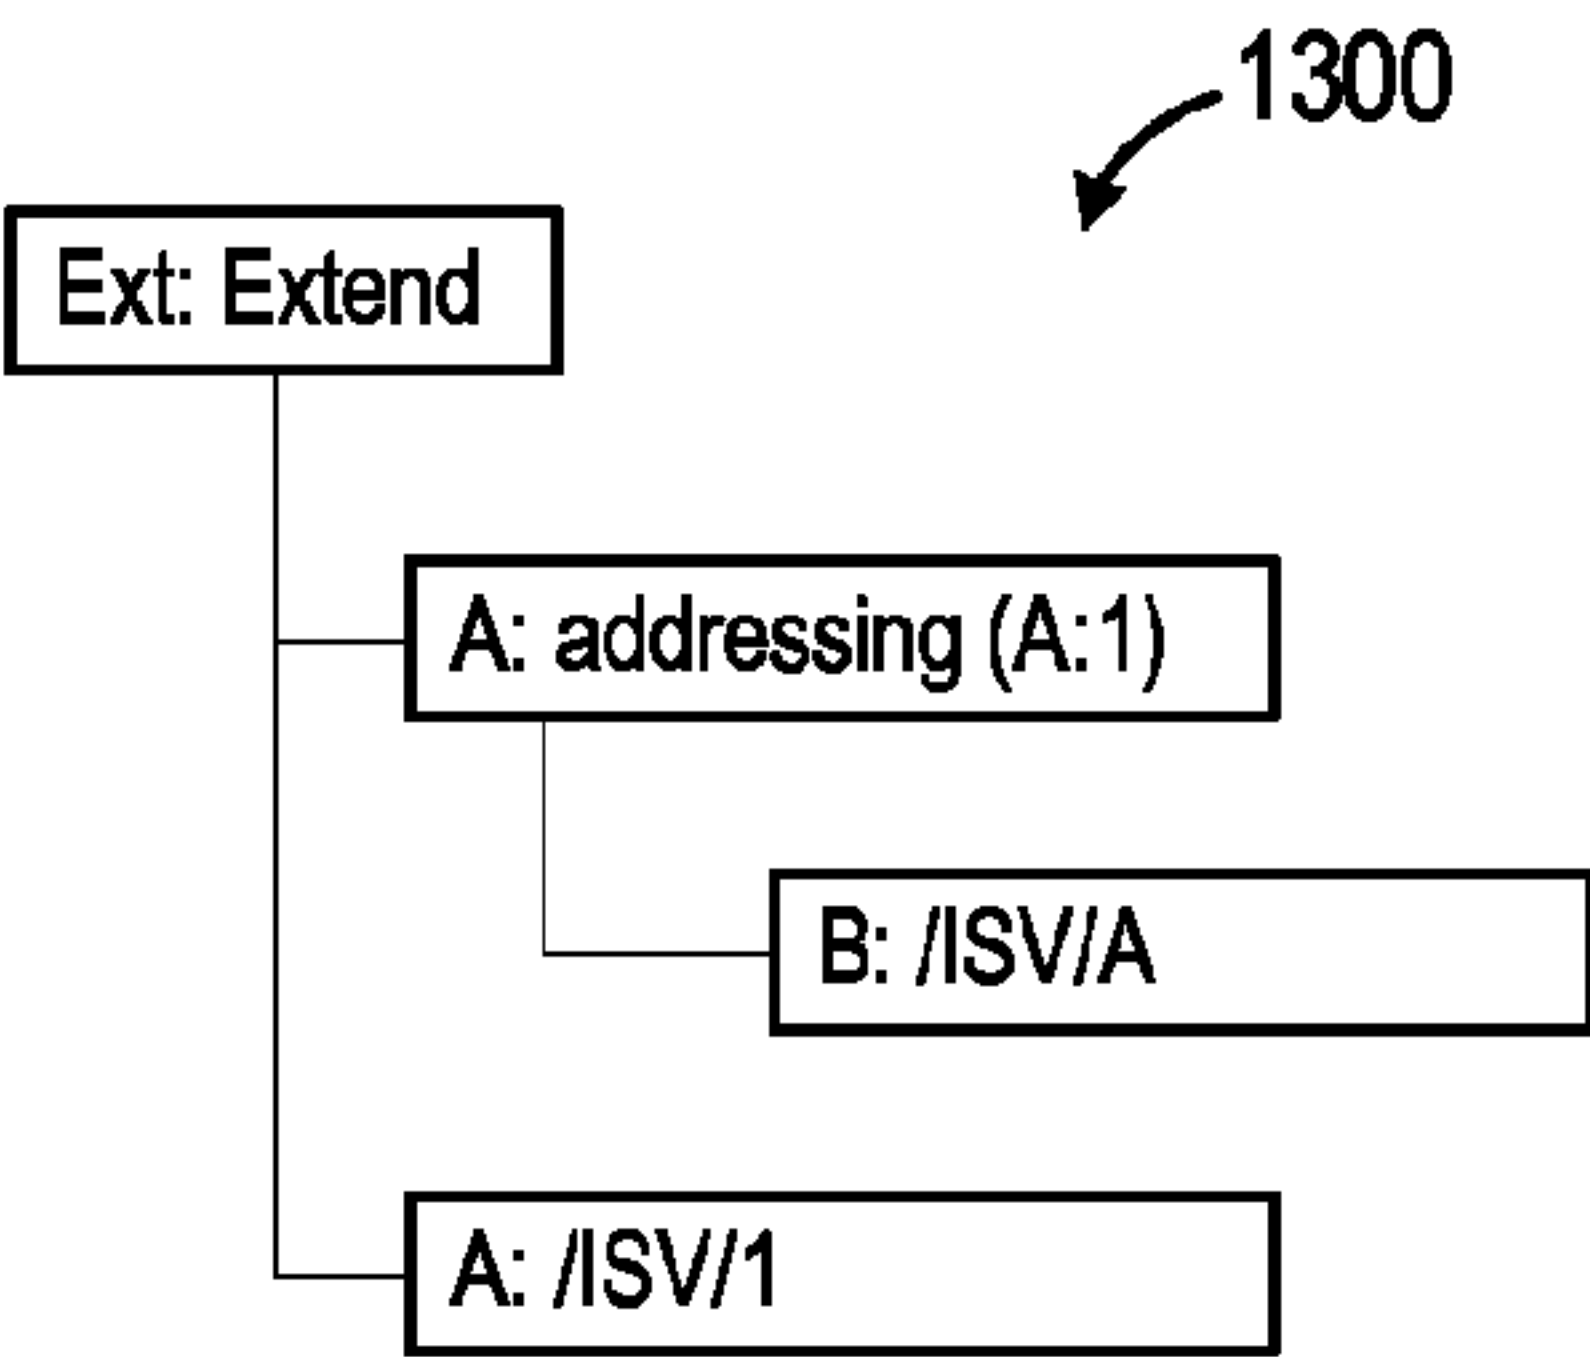 1300
Ext: Extend
A: addressing (A:1)
B: /ISV/A
A: /ISV/1